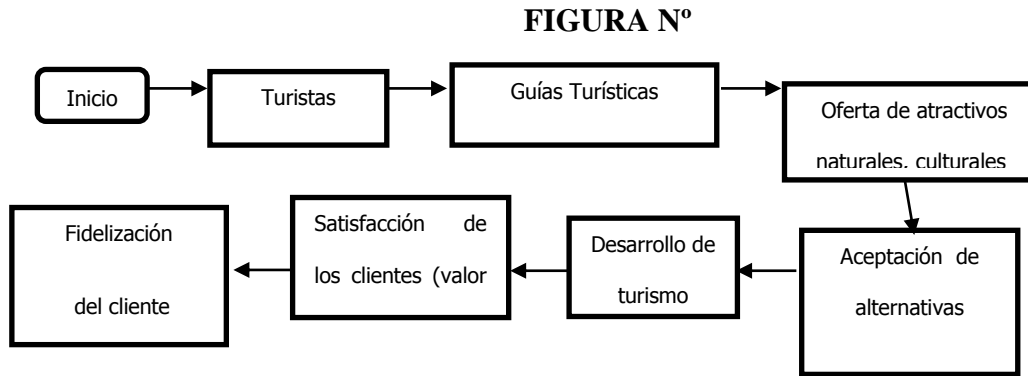 FIGURA Nº
Inicio
Turistas
Guías Turísticas
Oferta de atractivos
naturales, culturales
Aceptación de
alternativas
Desarrollo de
turismo
Satisfacción de
los clientes (valor
Fidelización
del cliente